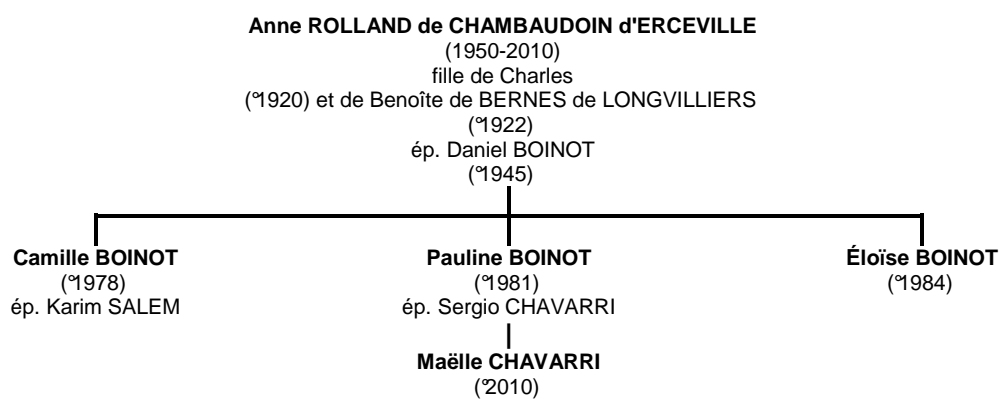 Anne ROLLAND de CHAMBAUDOIN d'ERCEVILLE
(1950-2010)
fille de Charles
(°1920) et de Benoîte de BERNES de LONGVILLIERS
(°1922)
ép. Daniel BOINOT
(°1945)
Camille BOINOT
(°1978)
ép. Karim SALEM
Pauline BOINOT
(°1981)
ép. Sergio CHAVARRI
Éloïse BOINOT
(°1984)
Maëlle CHAVARRI
(°2010)